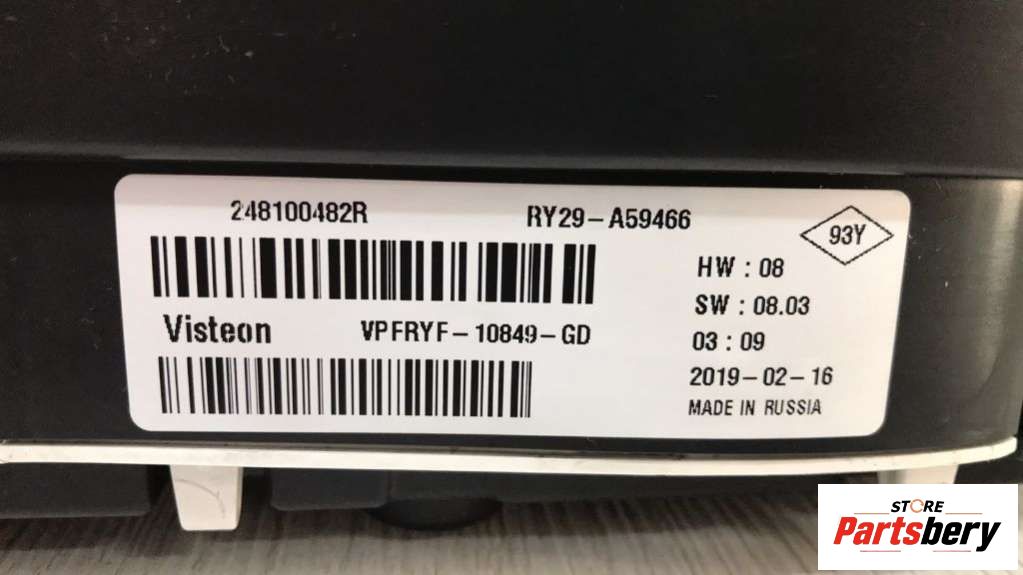 248100482R
RY29-A59466
93Y
HW : 08
SW : 08.03
Visteon
VPFRYF-10849-GD
03 : 09
2019-02-16
MADE IN RUSSIA
STORE
Partsbery